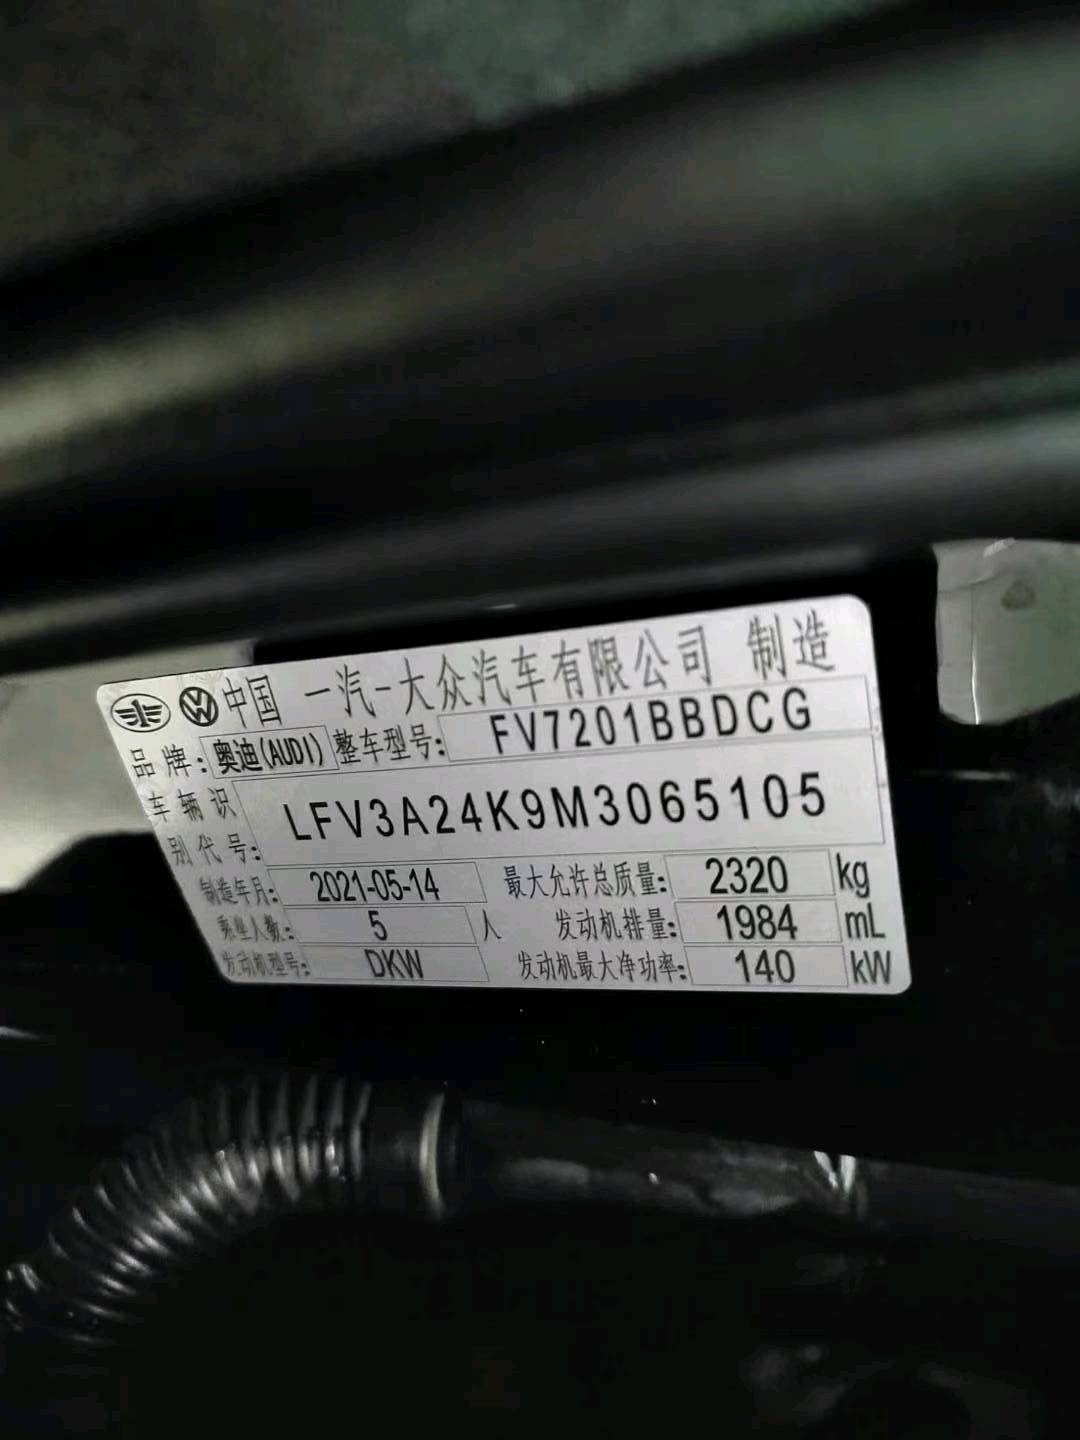 中国 一汽-大众汽车有限公司 制造
品牌: 奥迪(AUDI) 整车型号: FV7201BBDCG
车辆识别代号: LFV3A24K9M3065105
制造年月: 2021-05-14 最大允许总质量: 2320 kg
乘坐人数: 5 人 发动机排量: 1984 mL
发动机型号: DKW 发动机最大净功率: 140 kW